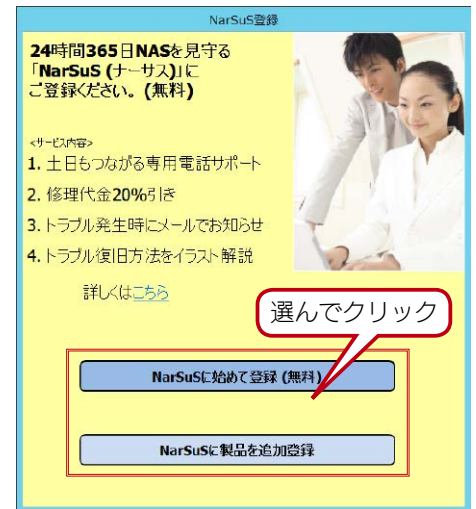 NarSuS登録
24時間365日NASを見守る
「NarSuS (ナーサス)」に
ご登録ください。(無料)
<サービス内容>
1. 土日もつながる専用電話サポート
2. 修理代金20%引き
3. トラブル発生時にメールでお知らせ
4. トラブル復旧方法をイラスト解説
詳しくはこちら
選んでクリック
NarSuSに始めて登録 (無料)
NarSuSに製品を追加登録